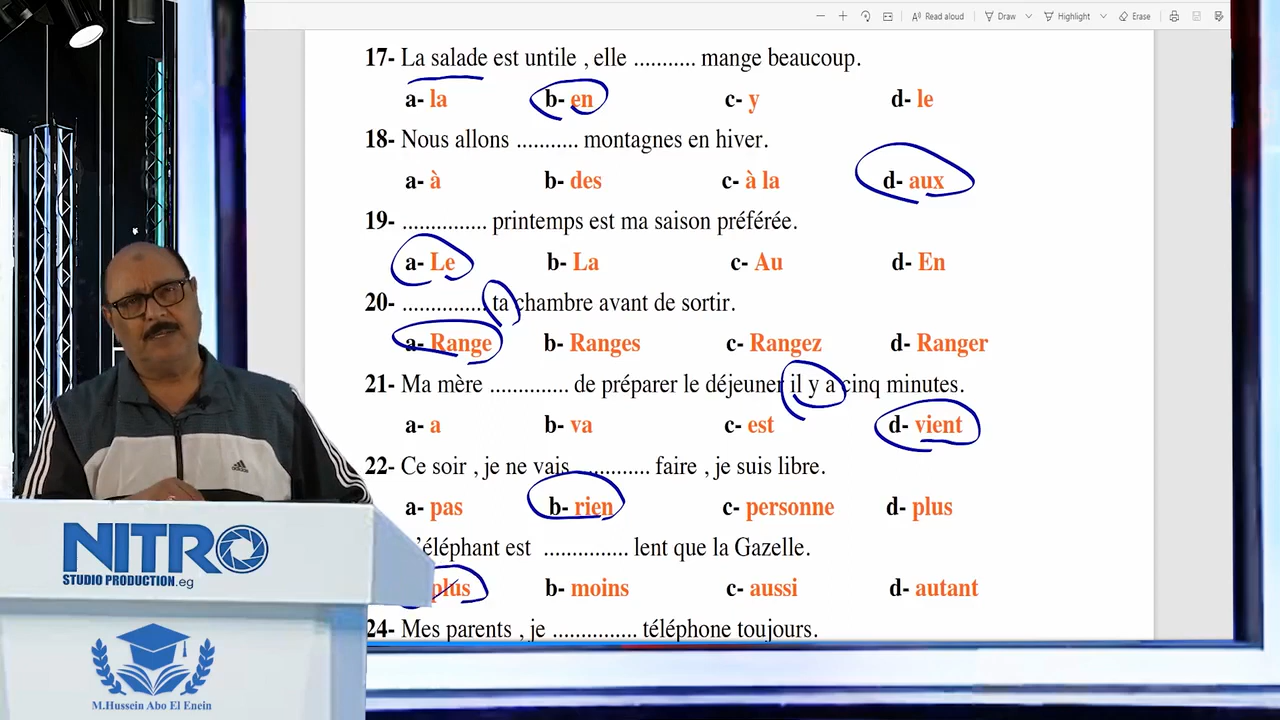 Read aloud
Draw
Highlight
Erase
17- La salade est untile , elle ........... mange beaucoup.
a- la b- en c- y d- le
18- Nous allons ........... montagnes en hiver.
a- à b- des c- à la d- aux
19- ............... printemps est ma saison préférée.
a- Le b- La c- Au d- En
20- ............... ta chambre avant de sortir.
a- Range b- Ranges c- Rangez d- Ranger
21- Ma mère ............. de préparer le déjeuner il y a cinq minutes.
a- a b- va c- est d- vient
22- Ce soir , je ne vais ............. faire , je suis libre.
a- pas b- rien c- personne d- plus
'éléphant est ............... lent que la Gazelle.
plus b- moins c- aussi d- autant
24- Mes parents , je .............. téléphone toujours.
adidas
NITRO
STUDIO PRODUCTION.eg
M.Hussein Abo El Enein